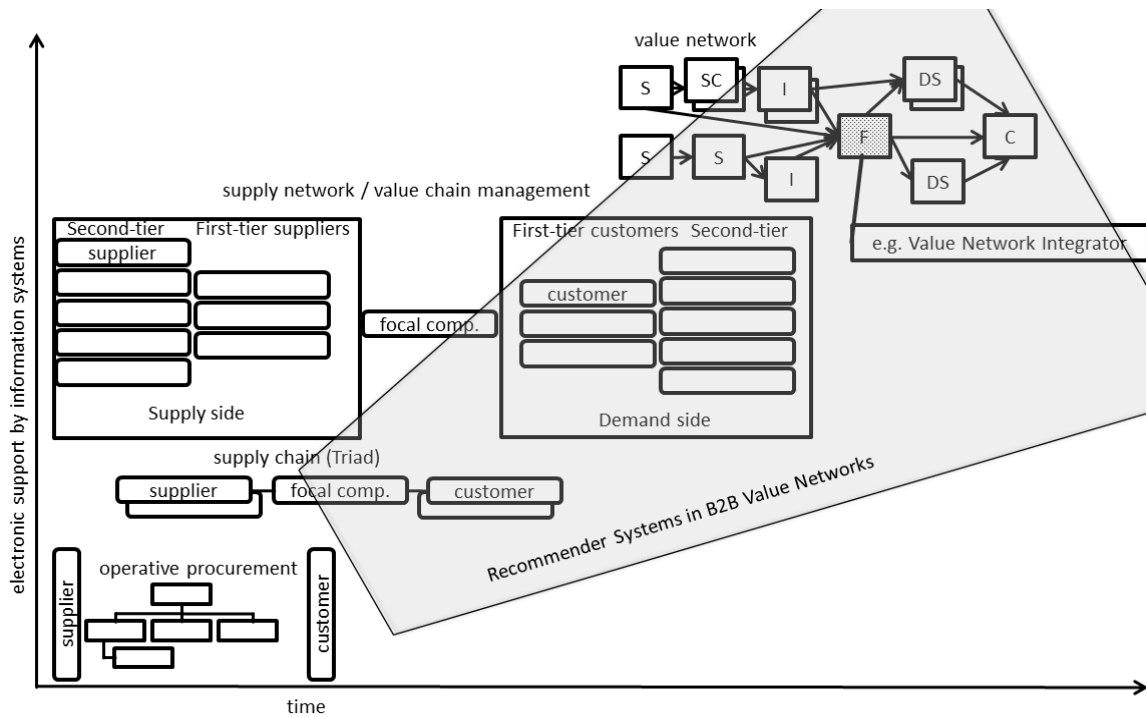 value network
S
SC
I
DS
F
C
S
S
I
DS
supply network / value chain management
Second-tier
First-tier suppliers
supplier
First-tier customers
Second-tier
customer
e.g. Value Network Integrator
focal comp.
Supply side
Demand side
supply chain (Triad)
supplier
focal comp.
customer
Recommender Systems in B2B Value Networks
operative procurement
supplier
customer
electronic support by information systems
time